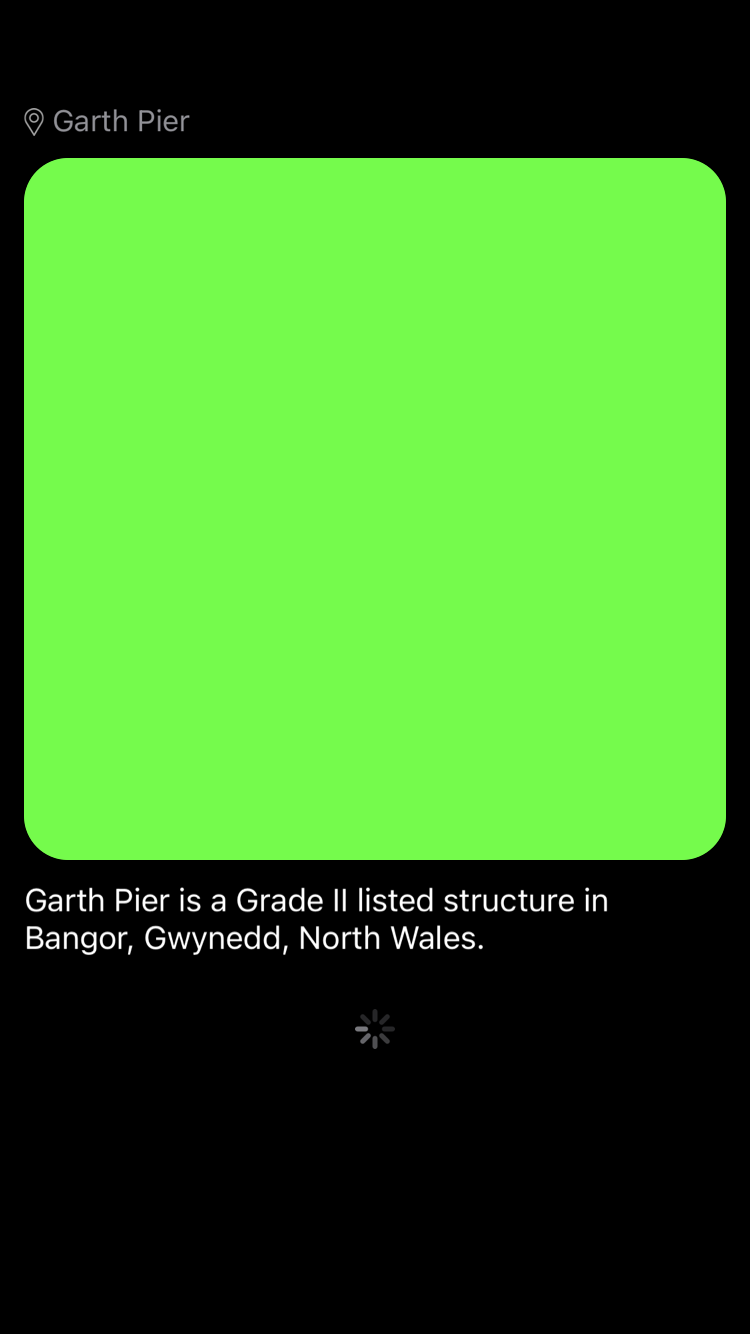 Garth Pier
Garth Pier is a Grade II listed structure in
Bangor, Gwynedd, North Wales.